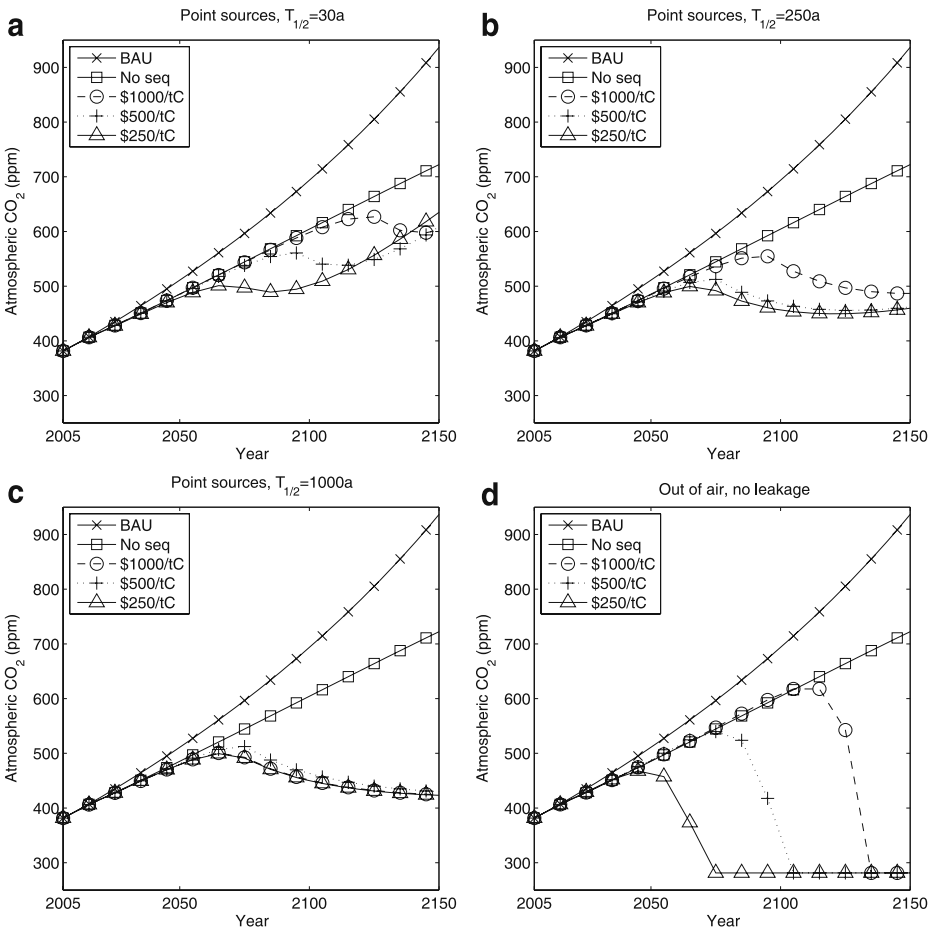 a
Point sources, T1/2=30a
BAU
No seq
$1000/tC
$500/tC
$250/tC
Atmospheric CO2 (ppm)
900
800
700
600
500
400
300
2005
2050
2100
2150
Year
b
Point sources, T1/2=250a
BAU
No seq
$1000/tC
$500/tC
$250/tC
Atmospheric CO2 (ppm)
900
800
700
600
500
400
300
2005
2050
2100
2150
Year
c
Point sources, T1/2=1000a
BAU
No seq
$1000/tC
$500/tC
$250/tC
Atmospheric CO2 (ppm)
900
800
700
600
500
400
300
2005
2050
2100
2150
Year
d
Out of air, no leakage
BAU
No seq
$1000/tC
$500/tC
$250/tC
Atmospheric CO2 (ppm)
900
800
700
600
500
400
300
2005
2050
2100
2150
Year